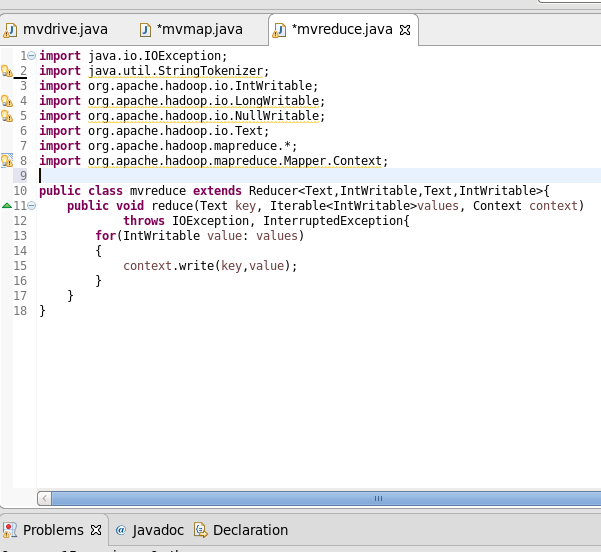 mvdrive.java *mvmap.java *mvreduce.java
1 import java.io.IOException;
2 import java.util.StringTokenizer;
3 import org.apache.hadoop.io.IntWritable;
4 import org.apache.hadoop.io.LongWritable;
5 import org.apache.hadoop.io.NullWritable;
6 import org.apache.hadoop.io.Text;
7 import org.apache.hadoop.mapreduce.*;
8 import org.apache.hadoop.mapreduce.Mapper.Context;
9
10 public class mvreduce extends Reducer<Text,IntWritable,Text,IntWritable>{
11 public void reduce(Text key, Iterable<IntWritable>values, Context context)
12 throws IOException, InterruptedException{
13 for(IntWritable value: values)
14 {
15 context.write(key,value);
16 }
17 }
18 }
Problems @ Javadoc Declaration